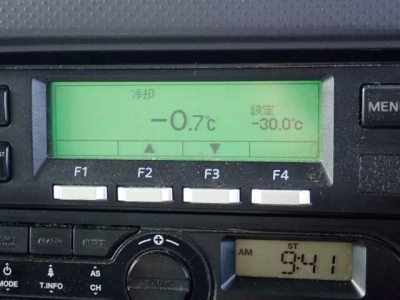 冷却
設定
-0.7℃
-30.0℃
MEN
F1 F2 F3 F4
ST
AM 9:41
MODE T.INFO
AS
CH